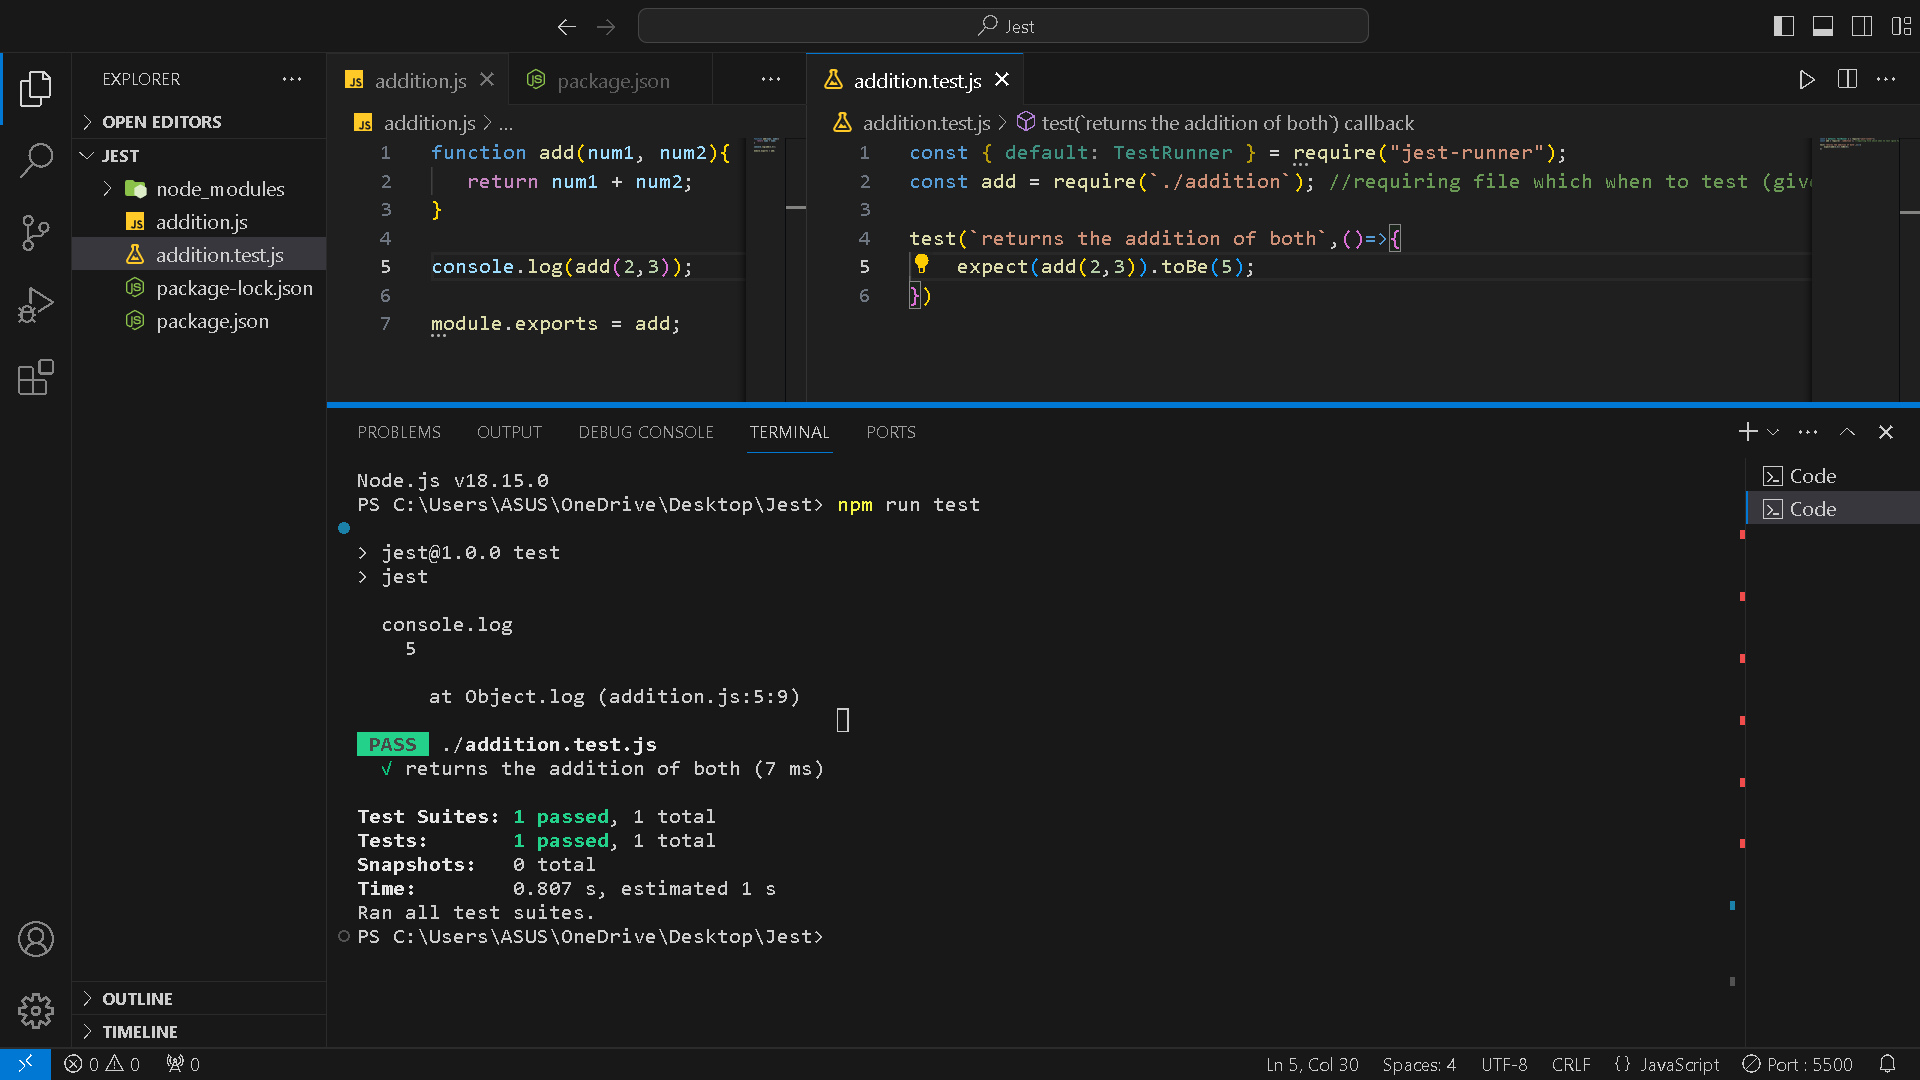 Jest
EXPLORER
OPEN EDITORS
JEST
node_modules
addition.js
addition.test.js
package-lock.json
package.json
OUTLINE
TIMELINE
addition.js
package.json
addition.js > ...
1 function add(num1, num2){
2 return num1 + num2;
3 }
4
5 console.log(add(2,3));
6
7 module.exports = add;
addition.test.js
addition.test.js > test(`returns the addition of both`) callback
1 const { default: TestRunner } = require("jest-runner");
2 const add = require(`./addition`); //requiring file which when to test (giv
3
4 test(`returns the addition of both`,()=>{
5 expect(add(2,3)).toBe(5);
6 })
PROBLEMS OUTPUT DEBUG CONSOLE TERMINAL PORTS
Node.js v18.15.0
PS C:\Users\ASUS\OneDrive\Desktop\Jest> npm run test
> jest@1.0.0 test
> jest
console.log
5
at Object.log (addition.js:5:9)
PASS ./addition.test.js
√ returns the addition of both (7 ms)
Test Suites: 1 passed, 1 total
Tests: 1 passed, 1 total
Snapshots: 0 total
Time: 0.807 s, estimated 1 s
Ran all test suites.
PS C:\Users\ASUS\OneDrive\Desktop\Jest>
Code
Code
0 0 0
Ln 5, Col 30 Spaces: 4 UTF-8 CRLF {} JavaScript Port : 5500